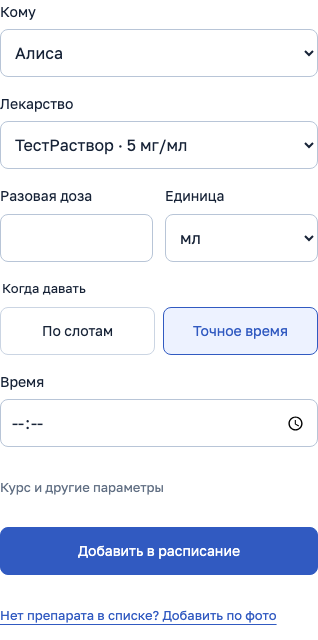 Кому
Алиса
Лекарство
ТестРаствор · 5 мг/мл
Разовая доза
Единица
мл
Когда давать
По слотам
Точное время
Время
--:--
Курс и другие параметры
Добавить в расписание
Нет препарата в списке? Добавить по фото